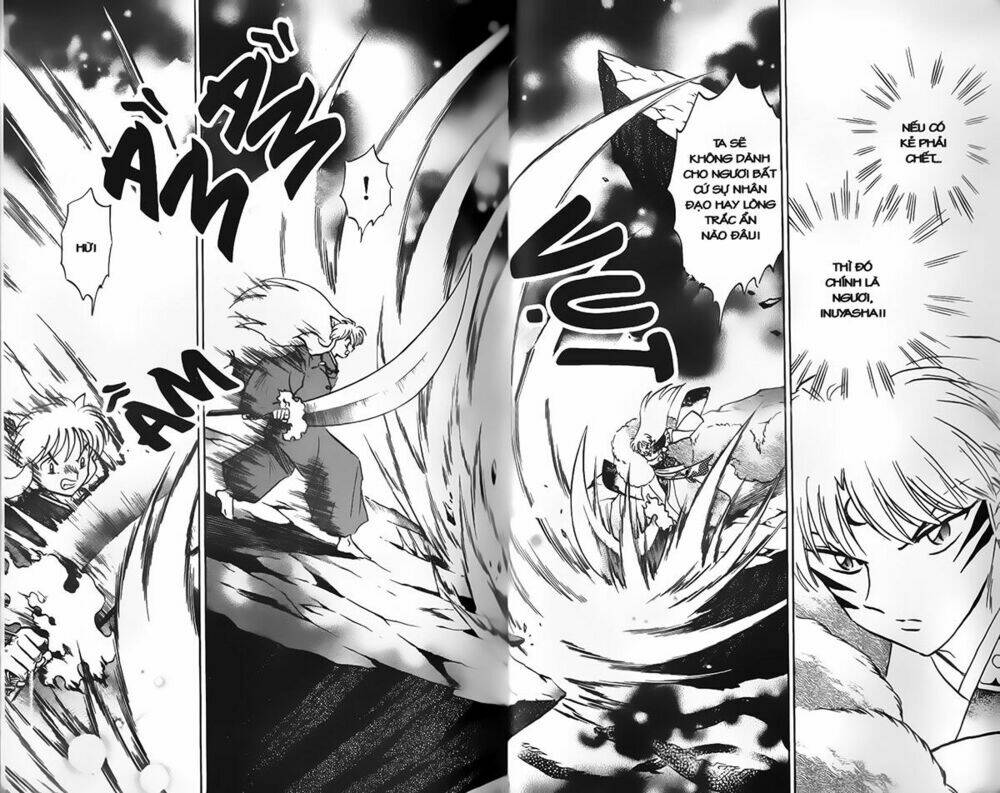 NẾU CÓ
KẺ PHẢI
CHẾT...
THÌ ĐÓ
CHÍNH LÀ
NGƯƠI,
INUYASHA!!
TA SẼ
KHÔNG DÀNH
CHO NGƯƠI BẤT
CỨ SỰ NHÂN
ĐẠO HAY LÒNG
TRẮC ẨN
NÀO ĐÂU!
VỤT
!
ẦM
ẦM
ẦM
HỪ!